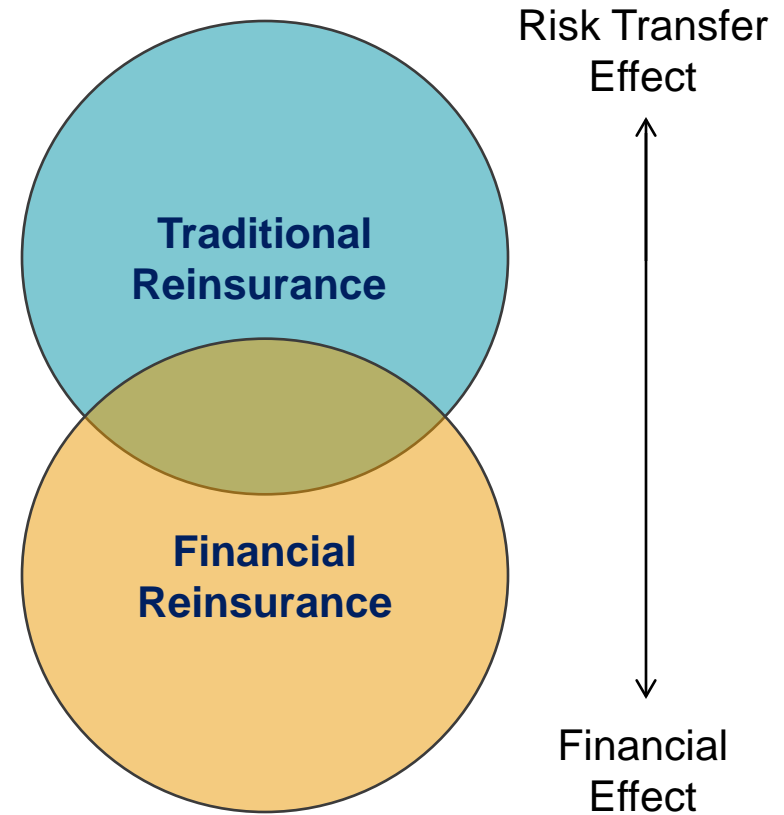 Risk Transfer
Effect
Traditional
Reinsurance
Financial
Reinsurance
Financial
Effect